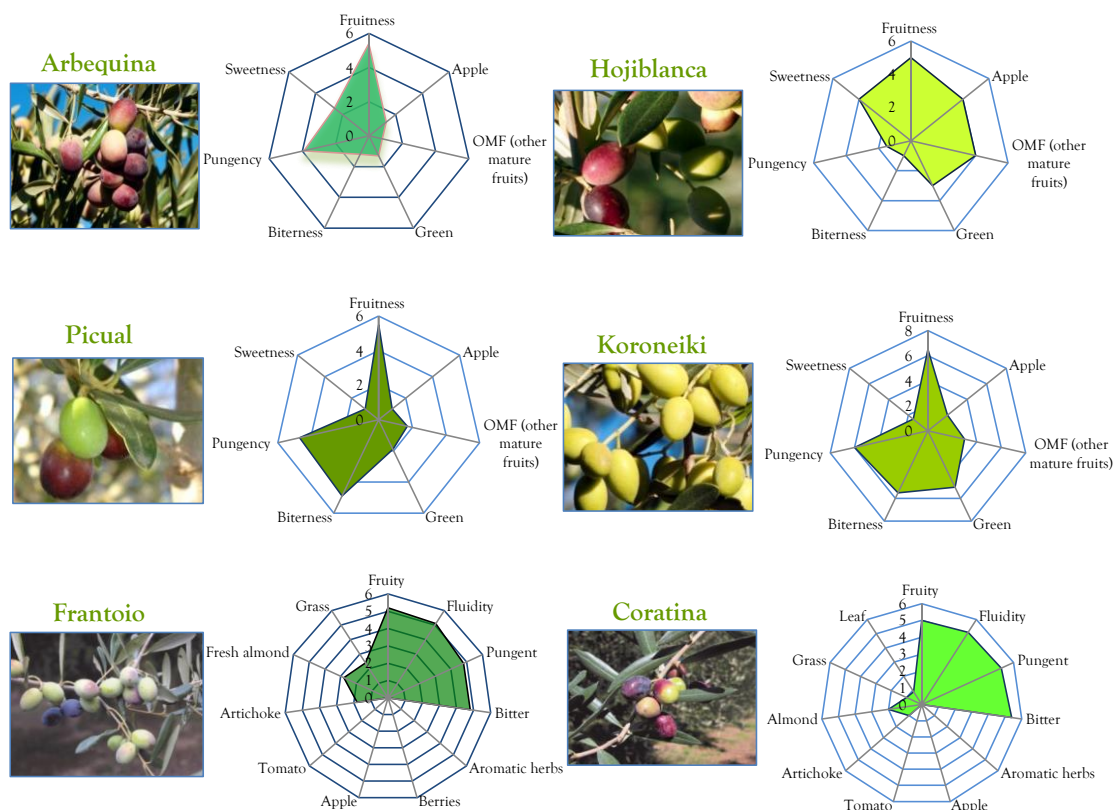 Arbequina
Fruitness
6
4
2
0
Apple
OMF (other
mature
fruits)
Green
Biterness
Pungency
Sweetness
Hojiblanca
Fruitness
6
4
2
0
Apple
OMF (other
mature
fruits)
Green
Biterness
Pungency
Sweetness
Picual
Fruitness
6
4
2
0
Apple
OMF (other
mature
fruits)
Green
Biterness
Pungency
Sweetness
Koroneiki
Fruitness
8
6
4
2
0
Apple
OMF (other
mature fruits)
Green
Biterness
Pungency
Sweetness
Frantoio
Fruity
6
5
4
3
2
1
0
Fluidity
Pungent
Bitter
Aromatic herbs
Berries
Apple
Tomato
Artichoke
Fresh almond
Grass
Coratina
Fruity
6
5
4
3
2
1
0
Fluidity
Pungent
Bitter
Aromatic herbs
Apple
Tomato
Artichoke
Almond
Grass
Leaf